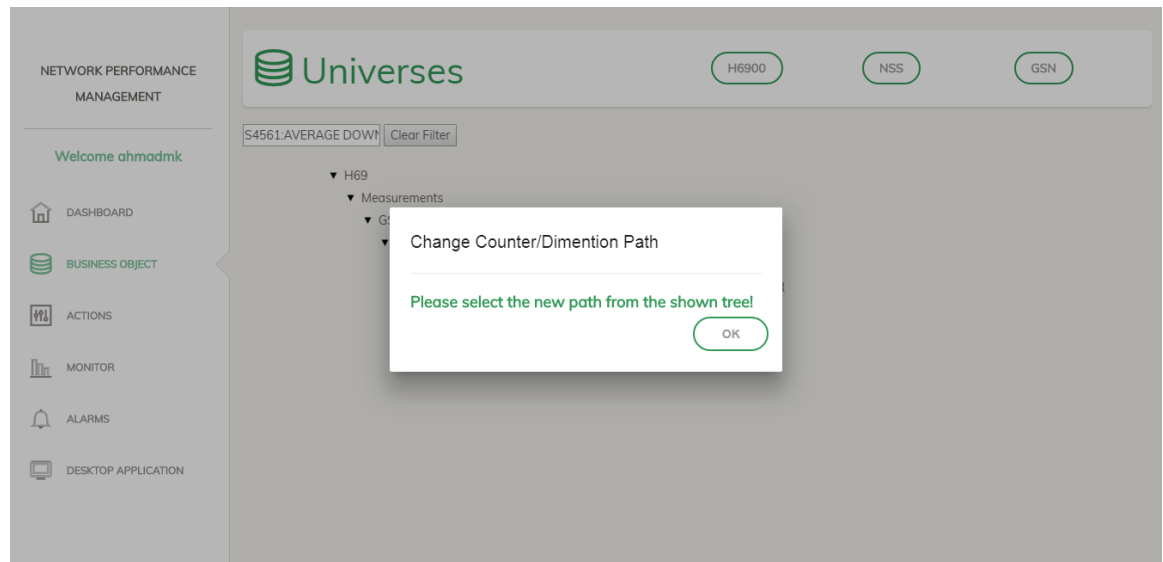 NETWORK PERFORMANCE
MANAGEMENT
Welcome ahmadmk
DASHBOARD
BUSINESS OBJECT
ACTIONS
MONITOR
ALARMS
DESKTOP APPLICATION
Universes
H6900
NSS
GSN
S4561:AVERAGE DOWN
Clear Filter
H69
Measurements
Change Counter/Dimention Path
Please select the new path from the shown tree!
OK